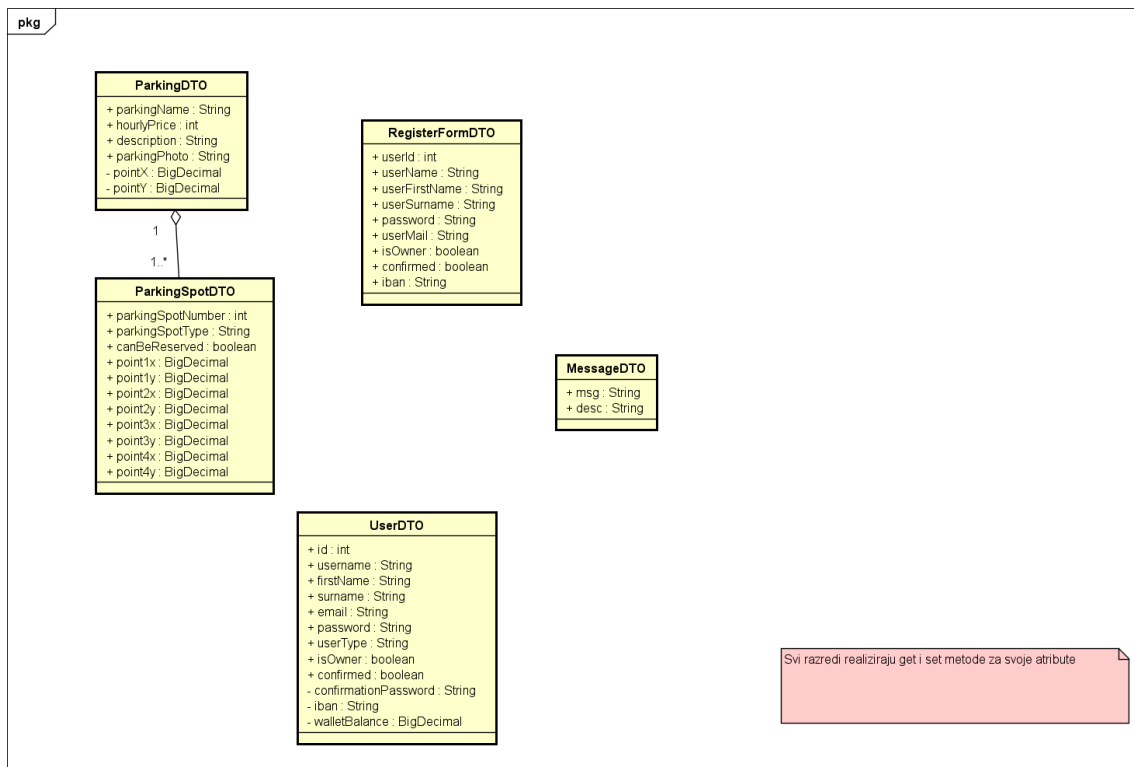 pkg
ParkingDTO
+ parkingName : String
+ hourlyPrice : int
+ description : String
+ parkingPhoto : String
- pointX : BigDecimal
- pointY : BigDecimal
1
1..*
ParkingSpotDTO
+ parkingSpotNumber : int
+ parkingSpotType : String
+ canBeReserved : boolean
+ point1x : BigDecimal
+ point1y : BigDecimal
+ point2x : BigDecimal
+ point2y : BigDecimal
+ point3x : BigDecimal
+ point3y : BigDecimal
+ point4x : BigDecimal
+ point4y : BigDecimal
RegisterFormDTO
+ userId : int
+ userName : String
+ userFirstName : String
+ userSurname : String
+ password : String
+ userMail : String
+ isOwner : boolean
+ confirmed : boolean
+ iban : String
MessageDTO
+ msg : String
+ desc : String
UserDTO
+ id : int
+ username : String
+ firstName : String
+ surname : String
+ email : String
+ password : String
+ userType : String
+ isOwner : boolean
+ confirmed : boolean
- confirmationPassword : String
- iban : String
- walletBalance : BigDecimal
Svi razredi realiziraju get i set metode za svoje atribute